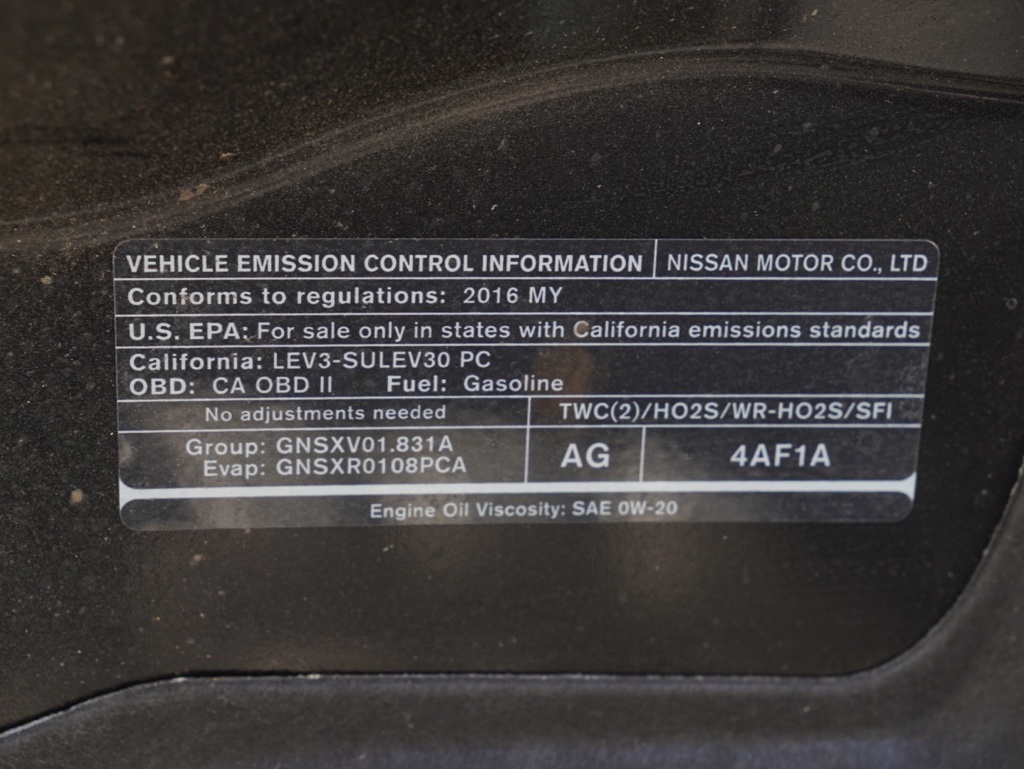 VEHICLE EMISSION CONTROL INFORMATION NISSAN MOTOR CO., LTD
Conforms to regulations: 2016 MY
U.S. EPA: For sale only in states with California emissions standards
California: LEV3-SULEV30 PC
OBD: CA OBD II Fuel: Gasoline
No adjustments needed TWC(2)/HO2S/WR-HO2S/SFI
Group: GNSXV01.831A
Evap: GNSXR0108PCA
AG 4AF1A
Engine Oil Viscosity: SAE 0W-20